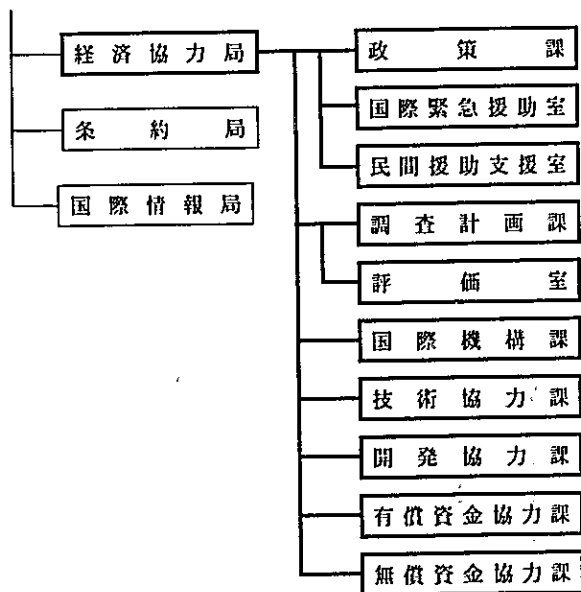 経済協力局
条約局
国際情報局
政策課
国際緊急援助室
民間援助支援室
調査計画課
評価室
国際機構課
技術協力課
開発協力課
有償資金協力課
無償資金協力課